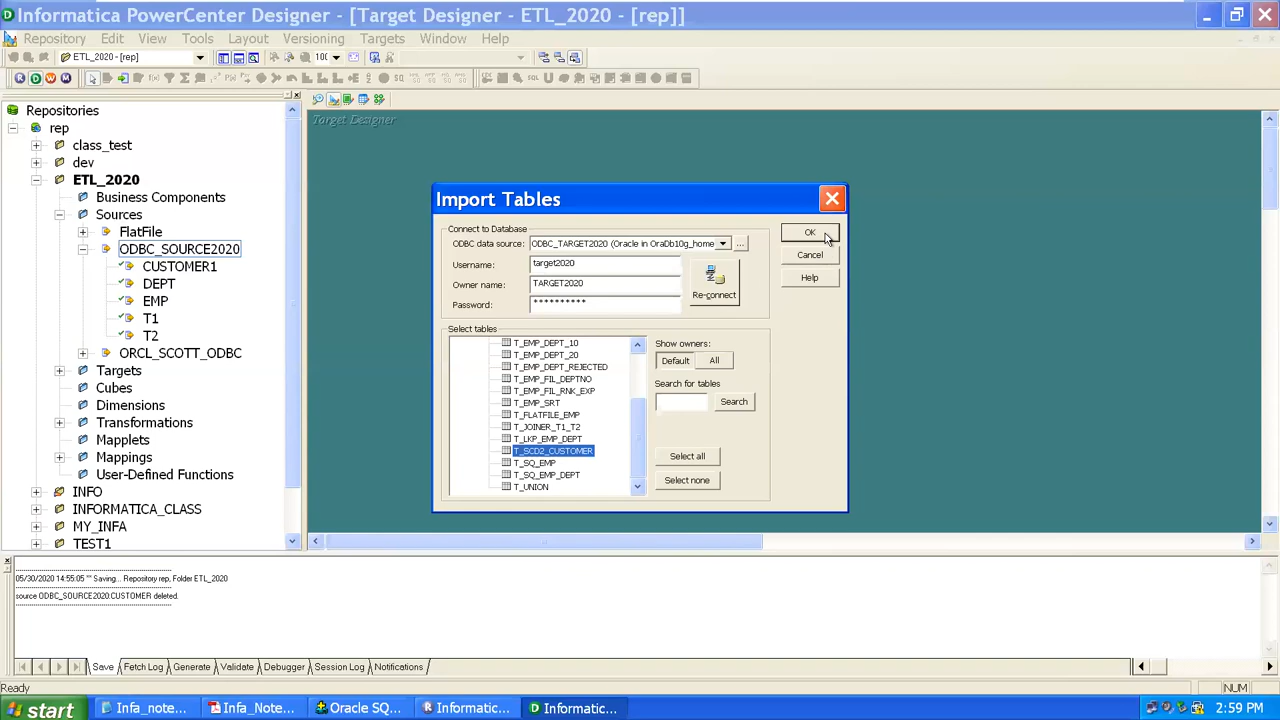 Informatica PowerCenter Designer - [Target Designer - ETL_2020 - [rep]]
Repository Edit View Tools Layout Versioning Targets Window Help
ETL_2020 - [rep]
Repositories
rep
class_test
dev
ETL_2020
Business Components
Sources
FlatFile
ODBC_SOURCE2020
CUSTOMER1
DEPT
EMP
T1
T2
ORCL_SCOTT_ODBC
Targets
Cubes
Dimensions
Transformations
Mapplets
Mappings
User-Defined Functions
INFO
INFORMATICA_CLASS
MY_INFA
TEST1
Target Designer
Import Tables
Connect to Database
ODBC data source: ODBC_TARGET2020 (Oracle in OraDb10g_home ...
Username: target2020
Owner name: TARGET2020
Password: **********
Re-connect
OK
Cancel
Help
Select tables
T_EMP_DEPT_10
T_EMP_DEPT_20
T_EMP_DEPT_REJECTED
T_EMP_FIL_DEPTNO
T_EMP_FIL_RNK_EXP
T_EMP_SRT
T_FLATFILE_EMP
T_JOINER_T1_T2
T_LKP_EMP_DEPT
T_SCD2_CUSTOMER
T_SQ_EMP
T_SQ_EMP_DEPT
T_UNION
Show owners:
Default All
Search for tables
Search
Select all
Select none
05/30/2020 14:55:05 ** Saving... Repository rep, Folder ETL_2020
source ODBC_SOURCE2020:CUSTOMER deleted.
Save Fetch Log Generate Validate Debugger Session Log Notifications
Ready
NUM
start Infa_note... Infa_Note... Oracle SQ... Informatic... Informatic...
2:59 PM